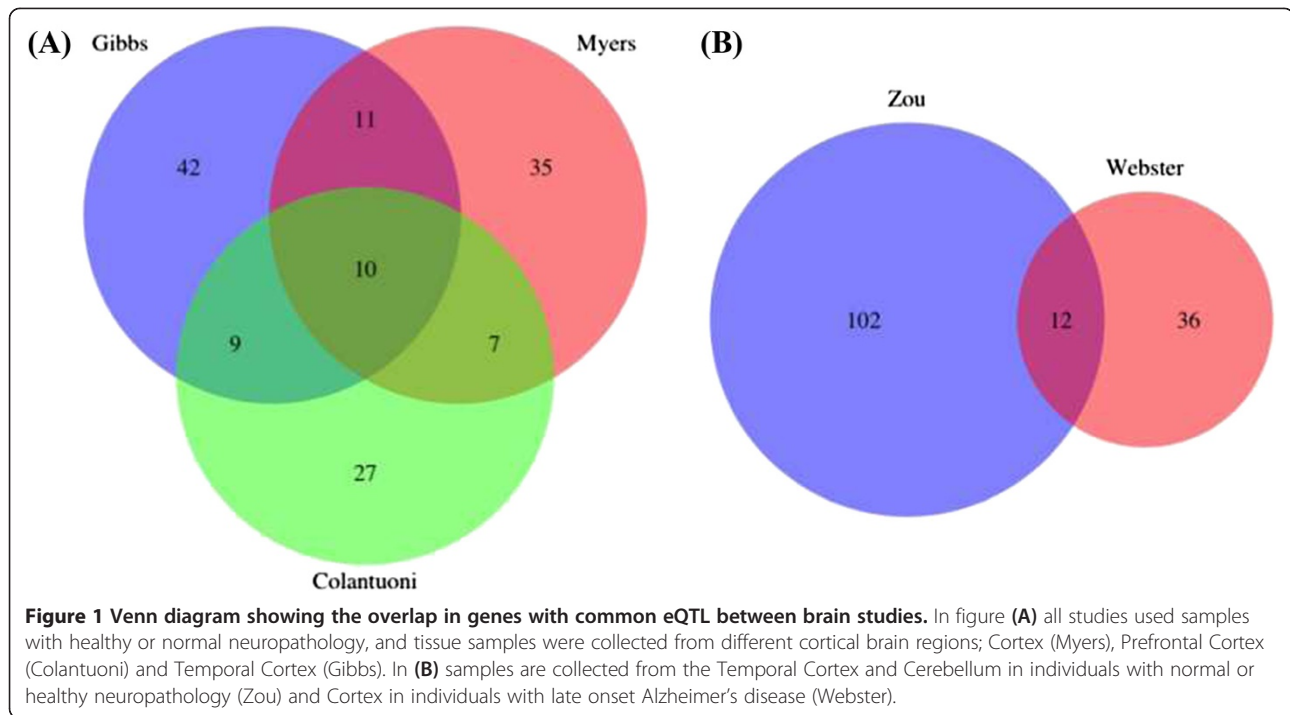 (A)
Gibbs
Myers
11
42
35
10
9
7
27
Colantuoni
(B)
Zou
Webster
102
12
36
Figure 1 Venn diagram showing the overlap in genes with common eQTL between brain studies. In figure (A) all studies used samples
with healthy or normal neuropathology, and tissue samples were collected from different cortical brain regions; Cortex (Myers), Prefrontal Cortex
(Colantuoni) and Temporal Cortex (Gibbs). In (B) samples are collected from the Temporal Cortex and Cerebellum in individuals with normal or
healthy neuropathology (Zou) and Cortex in individuals with late onset Alzheimer's disease (Webster).